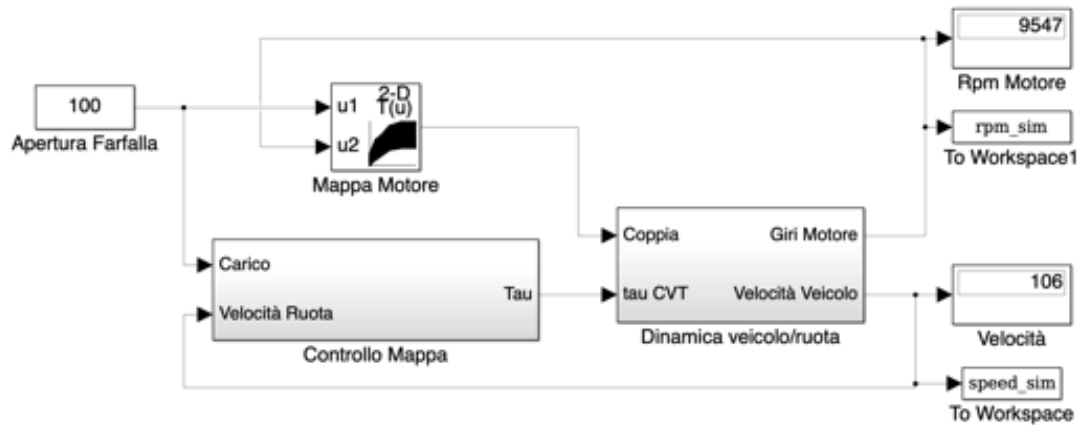 9547
Rpm Motore
100
Apertura Farfalla
u1
2-D
T(u)
u2
Mappa Motore
rpm_sim
To Workspace1
Carico
Velocità Ruota
Tau
Controllo Mappa
Coppia
Giri Motore
tau CVT
Velocità Veicolo
Dinamica veicolo/ruota
106
Velocità
speed_sim
To Workspace